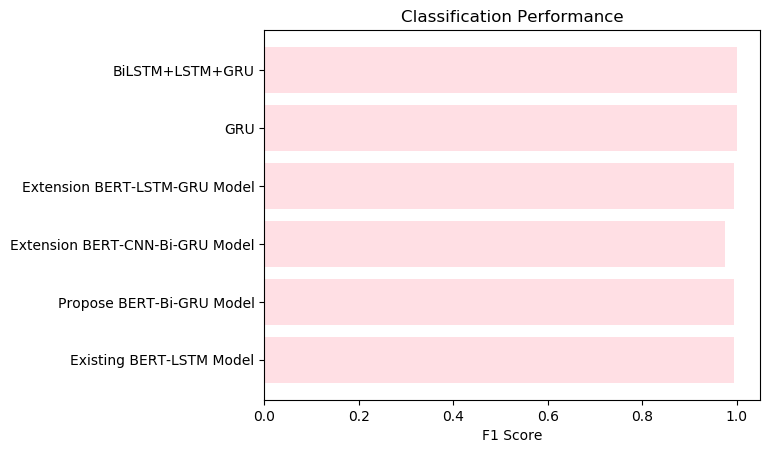 Classification Performance
BiLSTM+LSTM+GRU
GRU
Extension BERT-LSTM-GRU Model
Extension BERT-CNN-Bi-GRU Model
Propose BERT-Bi-GRU Model
Existing BERT-LSTM Model
0.0 0.2 0.4 0.6 0.8 1.0
F1 Score